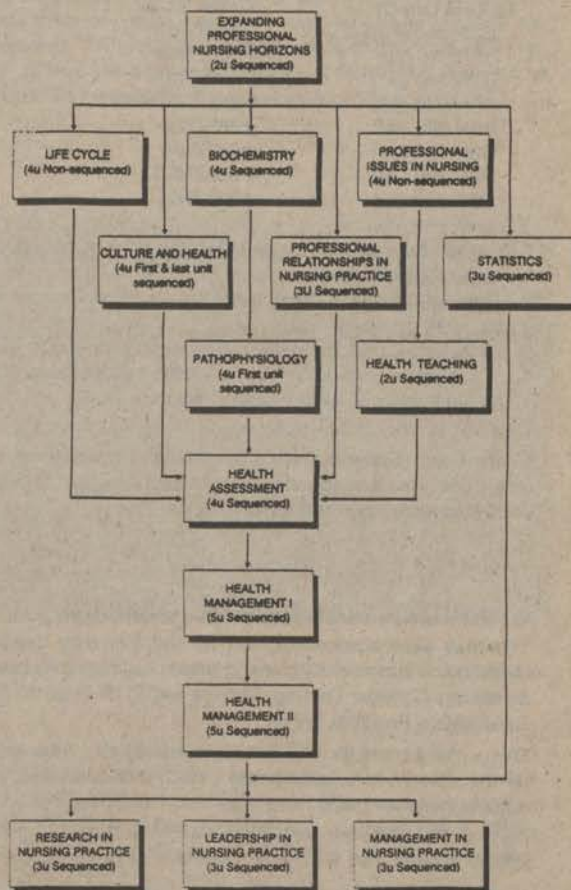 EXPANDING
PROFESSIONAL
NURSING HORIZONS
(2u Sequenced)
LIFE CYCLE
(4u Non-sequenced)
BIOCHEMISTRY
(4u Sequenced)
PROFESSIONAL
ISSUES IN NURSING
(4u Non-sequenced)
CULTURE AND HEALTH
(4u First & last unit
sequenced)
PROFESSIONAL
RELATIONSHIPS IN
NURSING PRACTICE
(3U Sequenced)
STATISTICS
(3u Sequenced)
PATHOPHYSIOLOGY
(4u First unit
sequenced)
HEALTH TEACHING
(2u Sequenced)
HEALTH
ASSESSMENT
(4u Sequenced)
HEALTH
MANAGEMENT I
(5u Sequenced)
HEALTH
MANAGEMENT II
(5u Sequenced)
RESEARCH IN
NURSING PRACTICE
(3u Sequenced)
LEADERSHIP IN
NURSING PRACTICE
(3u Sequenced)
MANAGEMENT IN
NURSING PRACTICE
(3u Sequenced)